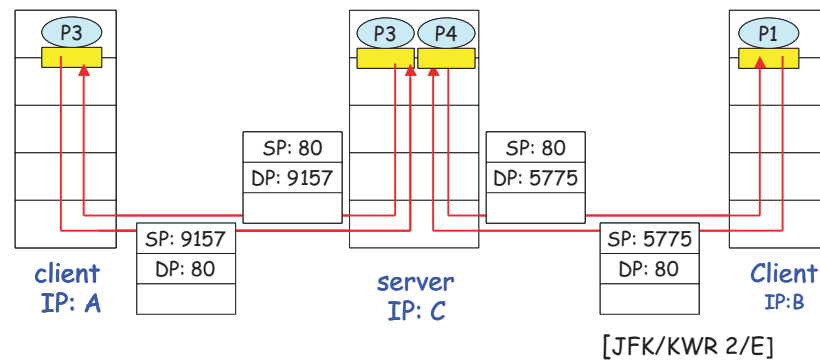 P3
P3
P4
P1
SP: 80
DP: 9157
SP: 80
DP: 5775
SP: 9157
DP: 80
SP: 5775
DP: 80
client
IP: A
server
IP: C
Client
IP:B
[JFK/KWR 2/E]